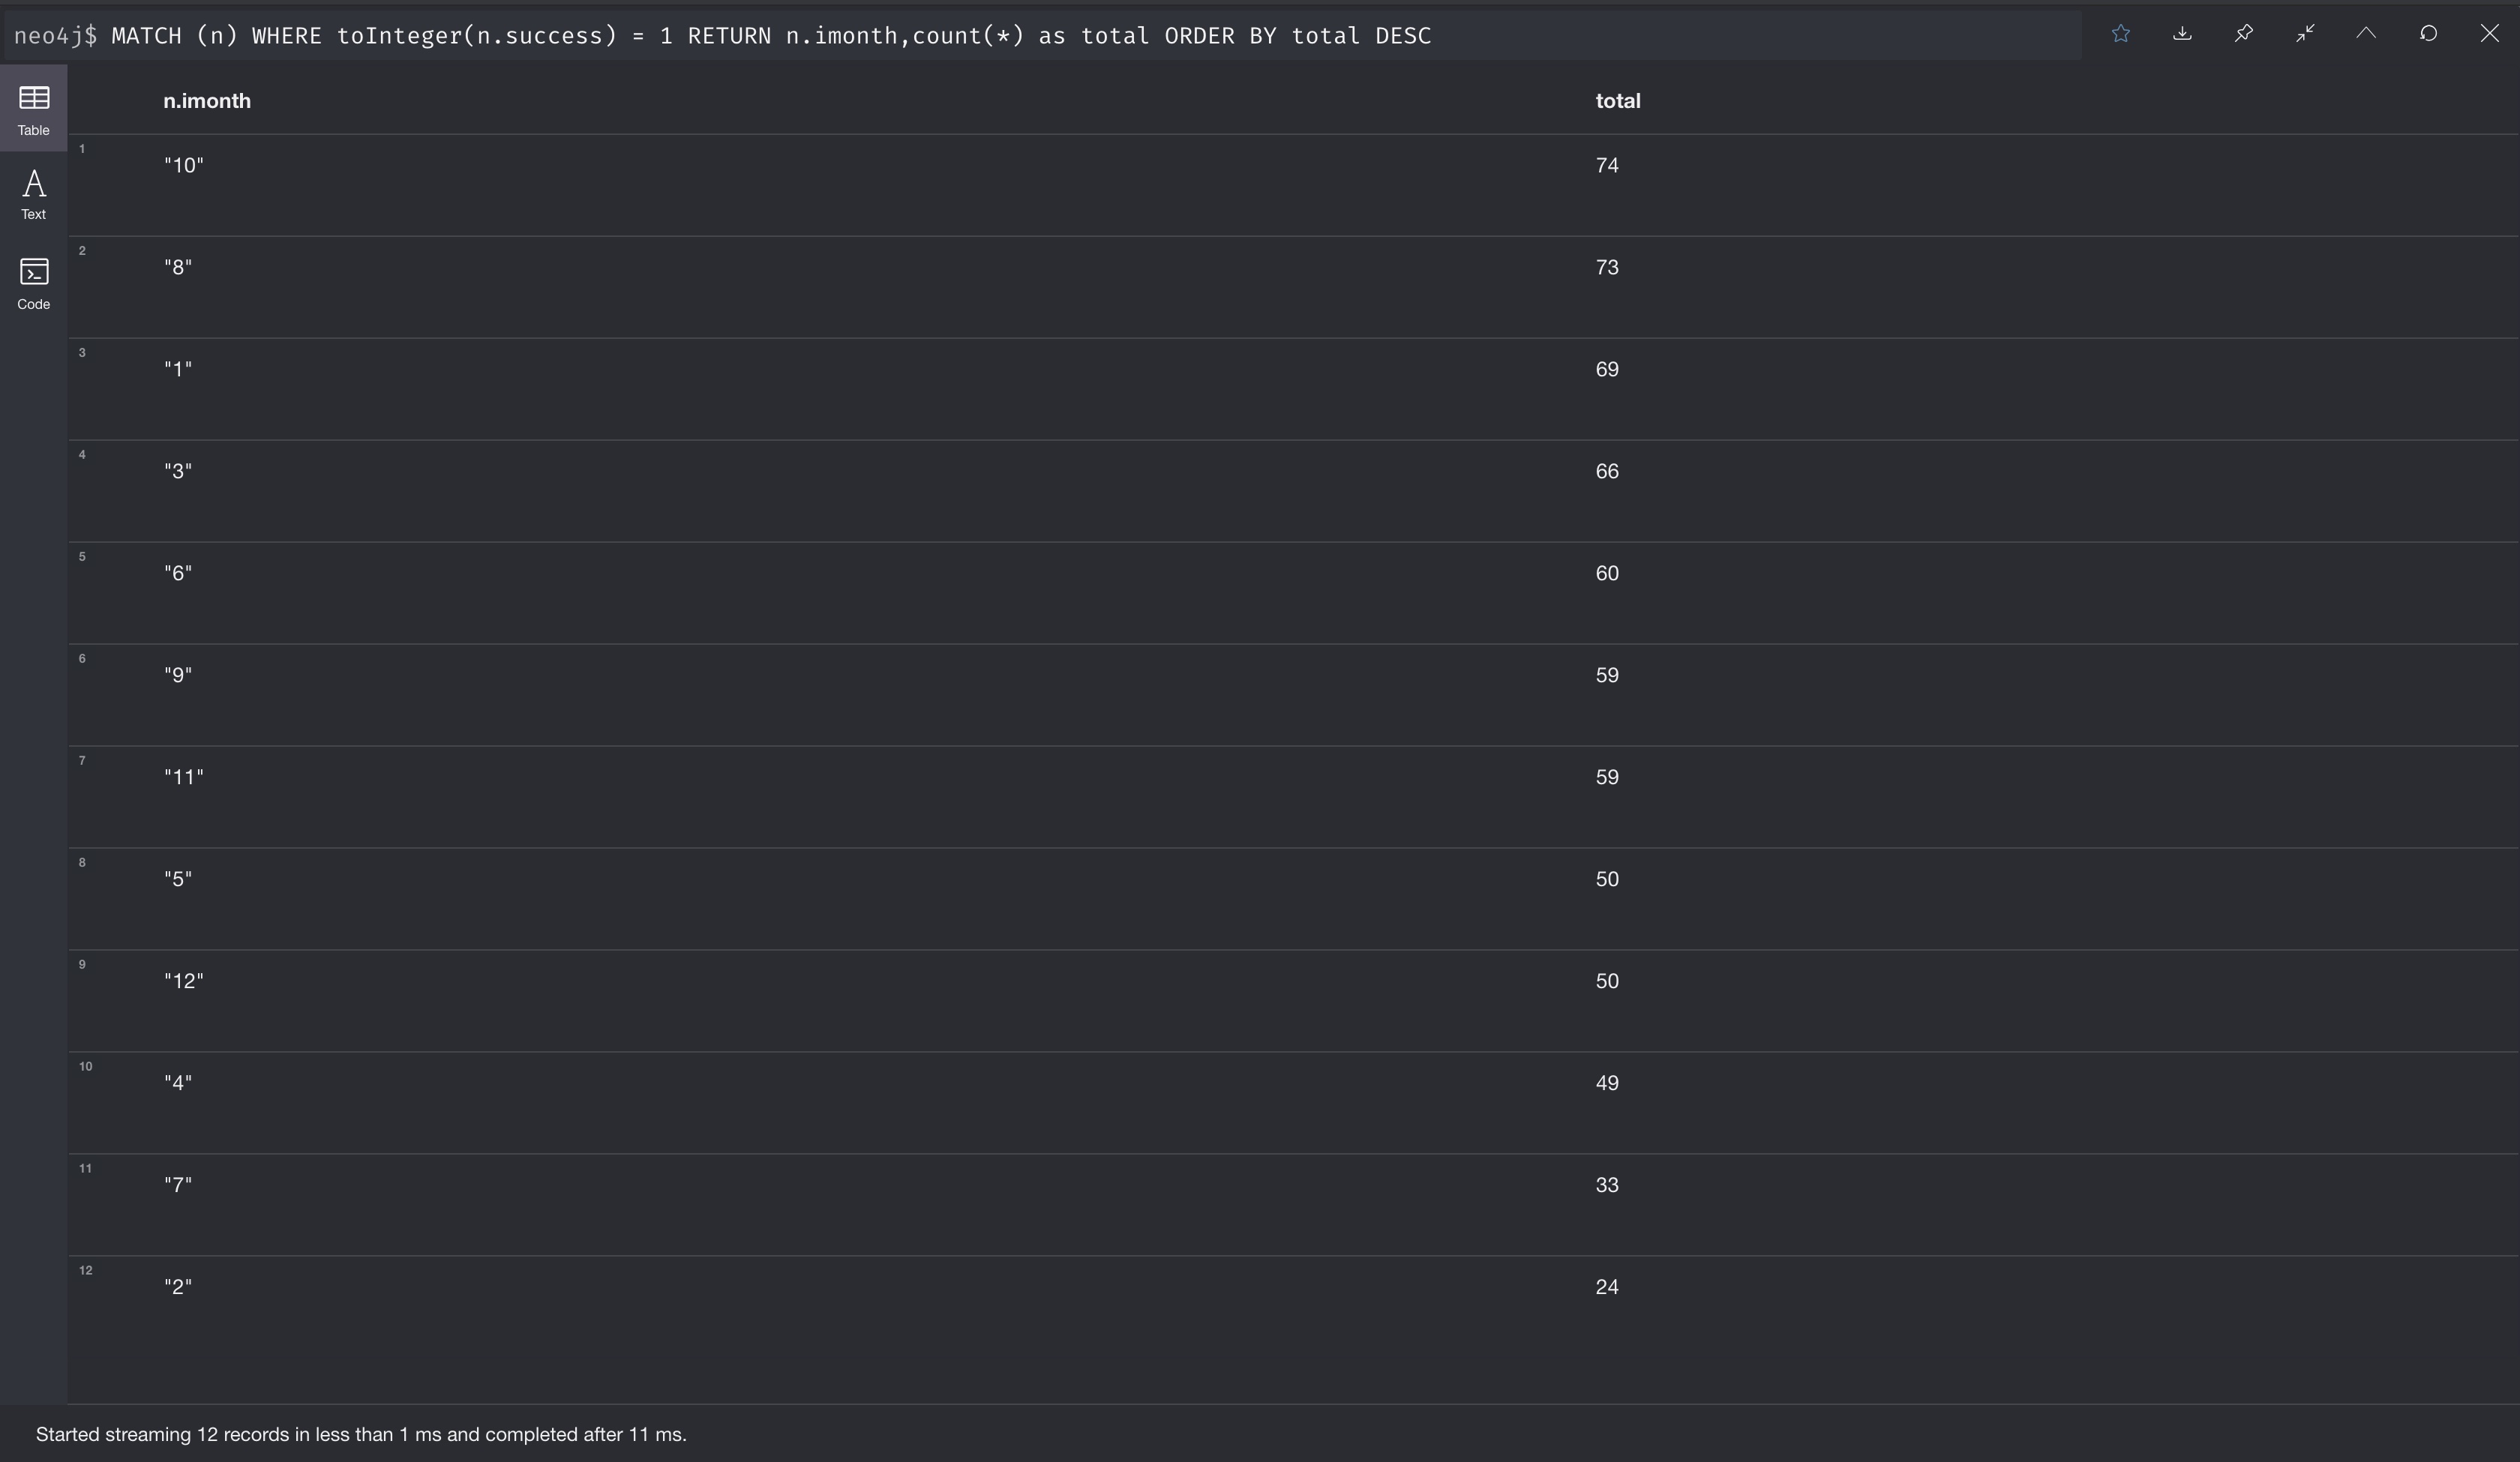 neo4j$ MATCH (n) WHERE toInteger(n.success) = 1 RETURN n.imonth,count(*) as total ORDER BY total DESC
Table
Text
Code
n.imonth total
1 "10" 74
2 "8" 73
3 "1" 69
4 "3" 66
5 "6" 60
6 "9" 59
7 "11" 59
8 "5" 50
9 "12" 50
10 "4" 49
11 "7" 33
12 "2" 24
Started streaming 12 records in less than 1 ms and completed after 11 ms.